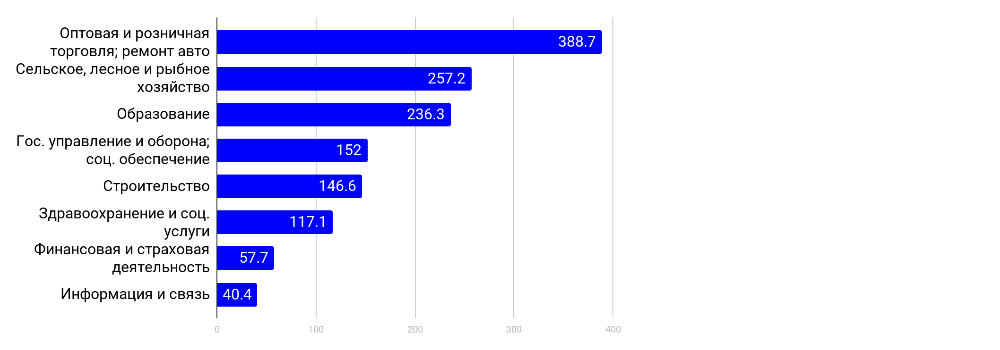 Оптовая и розничная
торговля; ремонт авто
388.7
Сельское, лесное и рыбное
хозяйство
257.2
Образование
236.3
Гос. управление и оборона;
соц. обеспечение
152
Строительство
146.6
Здравоохранение и соц.
услуги
117.1
Финансовая и страховая
деятельность
57.7
Информация и связь
40.4
0
100
200
300
400